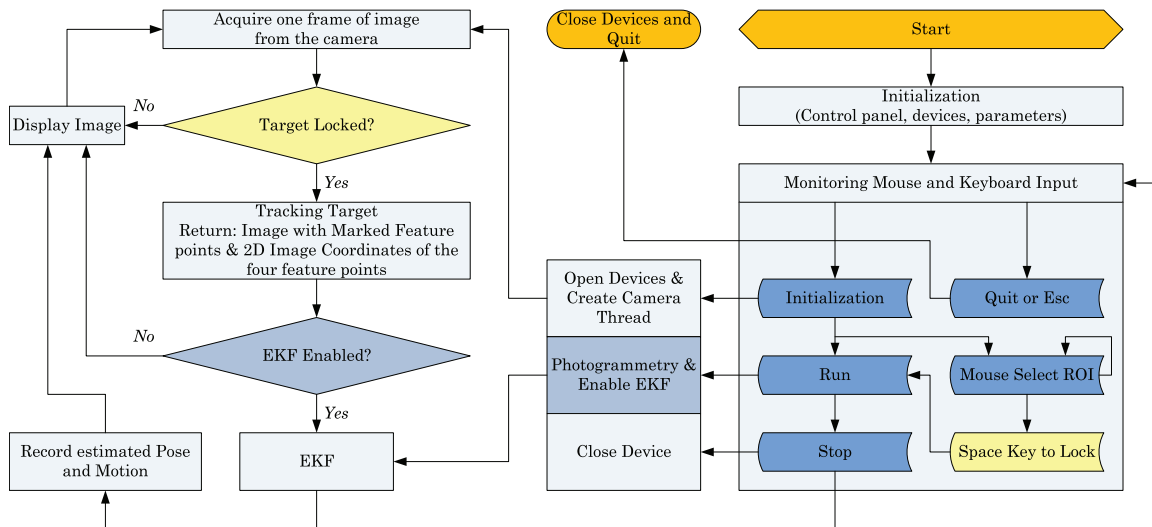 Acquire one frame of image
from the camera
Close Devices and
Quit
Start
Initialization
(Control panel, devices, parameters)
No
Display Image
Target Locked?
Yes
Monitoring Mouse and Keyboard Input
Tracking Target
Return: Image with Marked Feature
points & 2D Image Coordinates of the
four feature points
Open Devices &
Create Camera
Thread
Initialization
Quit or Esc
No
EKF Enabled?
Photogrammetry &
Enable EKF
Run
Mouse Select ROI
Yes
Record estimated Pose
and Motion
EKF
Close Device
Stop
Space Key to Lock